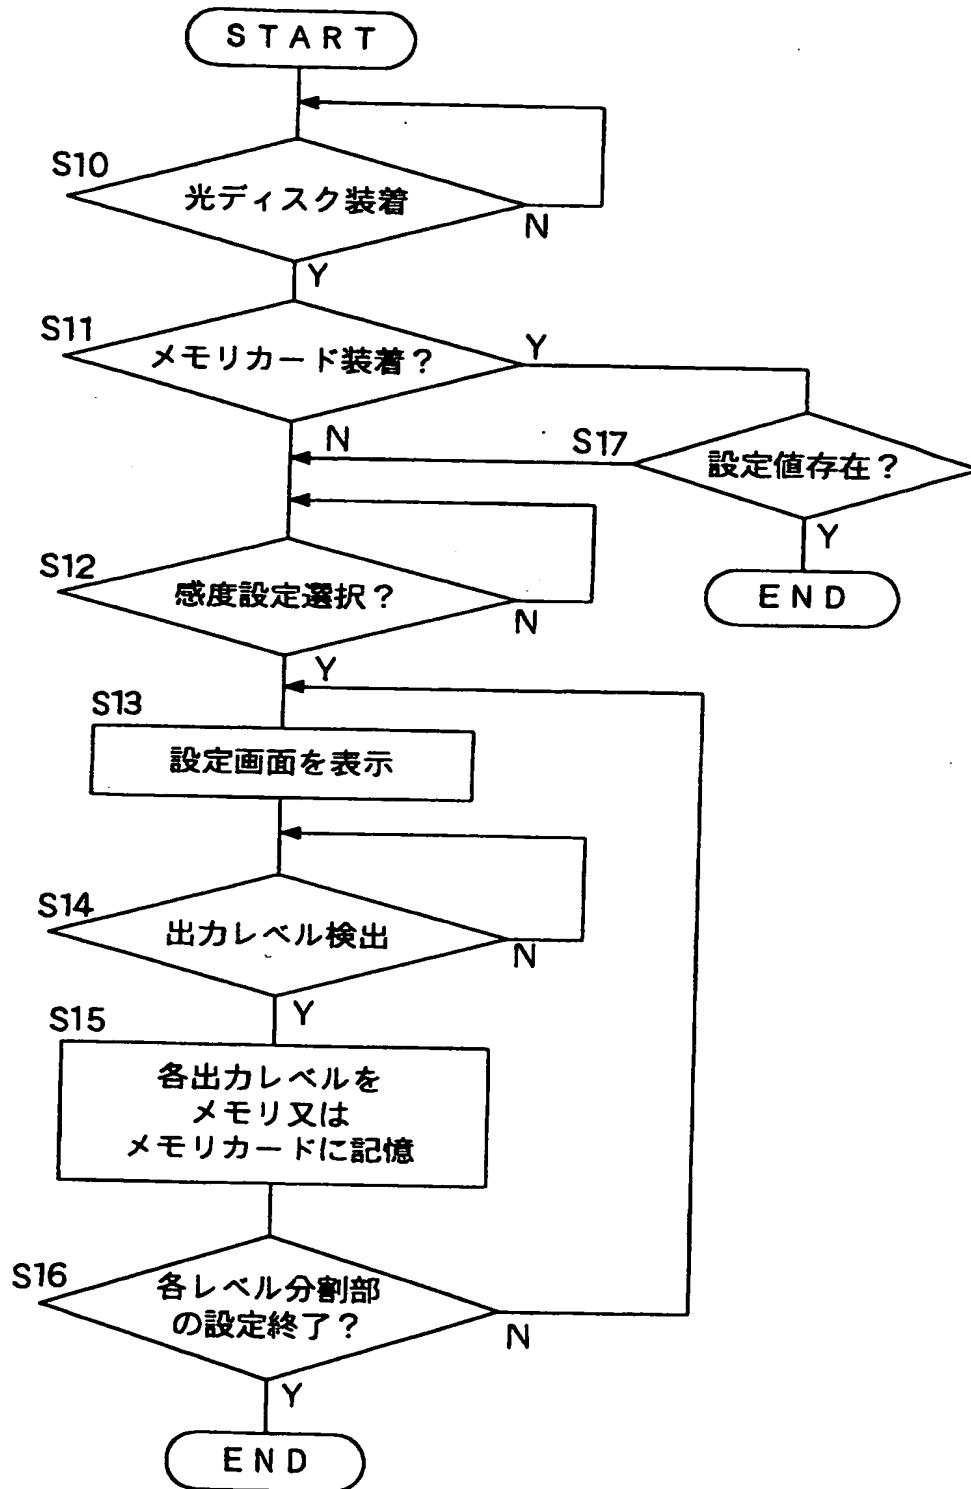 START
S10
光ディスク装着
N
Y
S11
メモリカード装着?
Y
N
S17
設定値存在?
Y
END
S12
感度設定選択?
N
Y
S13
設定画面を表示
S14
出力レベル検出
N
Y
S15
各出力レベルを
メモリ又は
メモリカードに記憶
S16
各レベル分割部
の設定終了?
N
Y
END